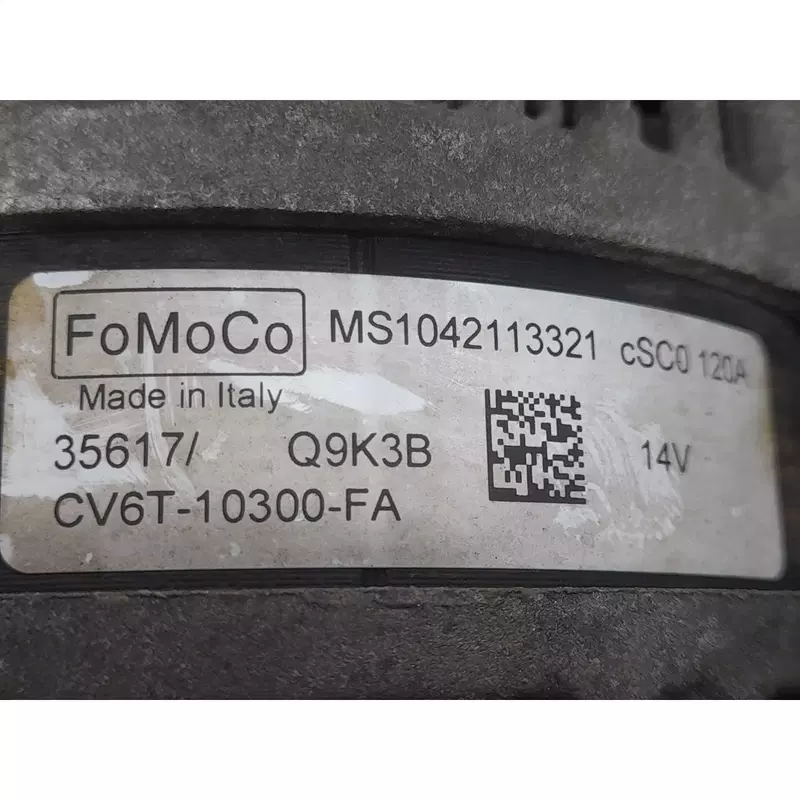 FoMoCo MS1042113321 cSC0 120A
Made in Italy
35617/ Q9K3B 14V
CV6T-10300-FA